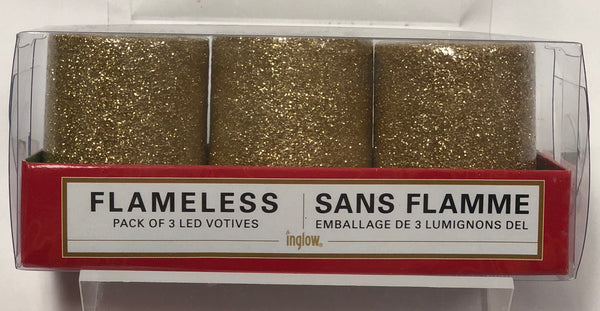 FLAMELESS
PACK OF 3 LED VOTIVES
SANS FLAMME
EMBALLAGE DE 3 LUMIGNONS DEL
inglow